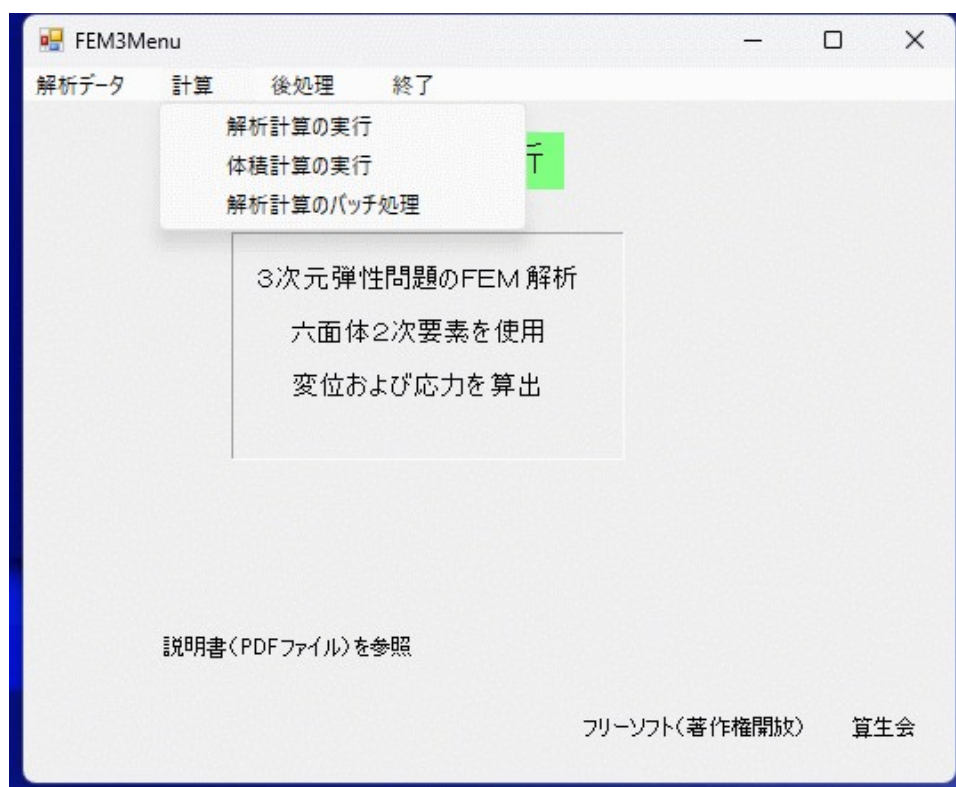 FEM3Menu
解析データ 計算 後処理 終了
解析計算の実行
体積計算の実行
解析計算のバッチ処理
析
3次元弾性問題のFEM解析
六面体2次要素を使用
変位および応力を算出
説明書(PDFファイル)を参照
フリーソフト(著作権開放) 算生会